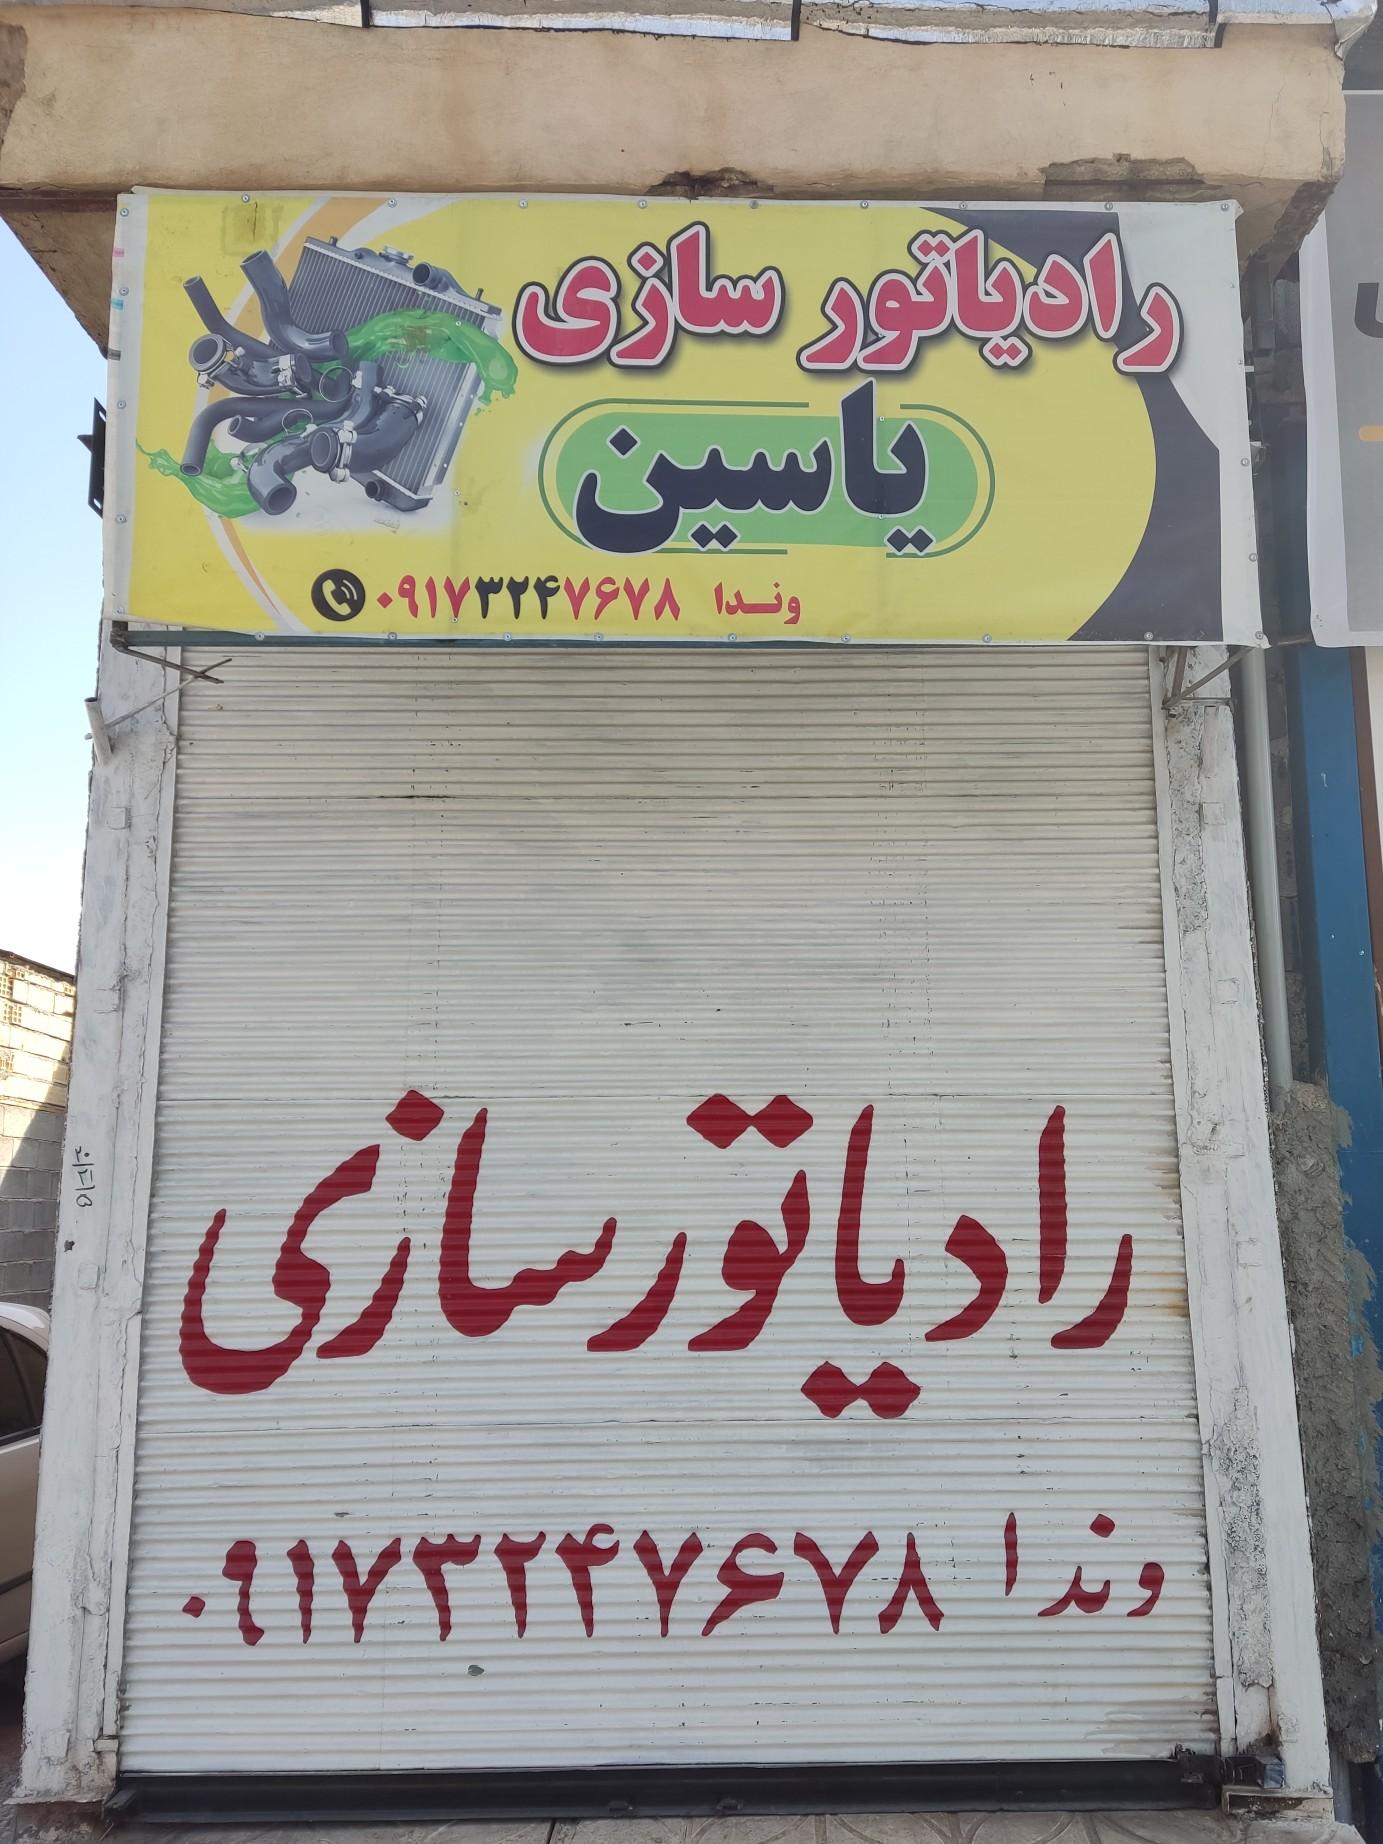 رادیاتور سازی
یاسین
وندا ۰۹۱۷۳۲۴۷۶۷۸
رادیاتورسازی
وندا ۰۹۱۷۳۲۴۷۶۷۸